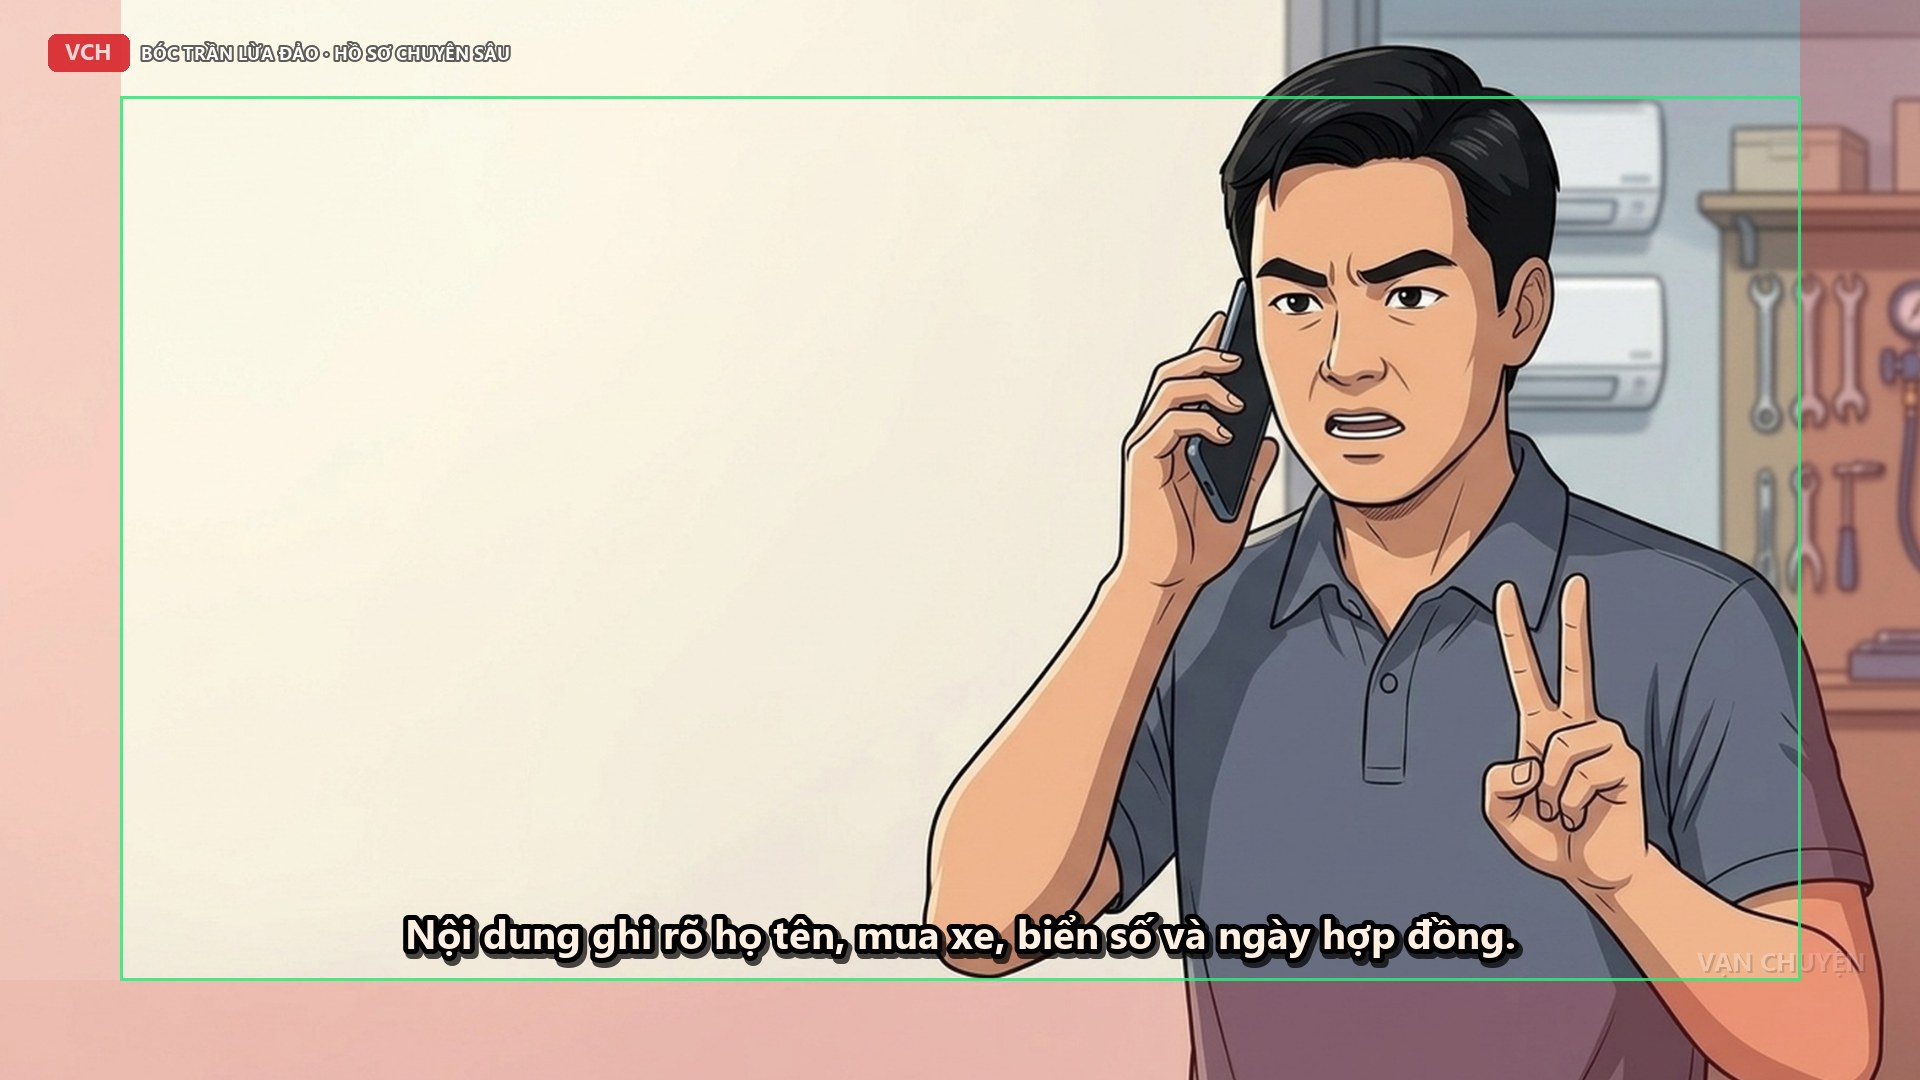 VCH
BÓC TRẦN LỪA ĐẢO · HỒ SƠ CHUYÊN SÂU
Nội dung ghi rõ họ tên, mua xe, biển số và ngày hợp đồng.
VẠN CHUYỆN